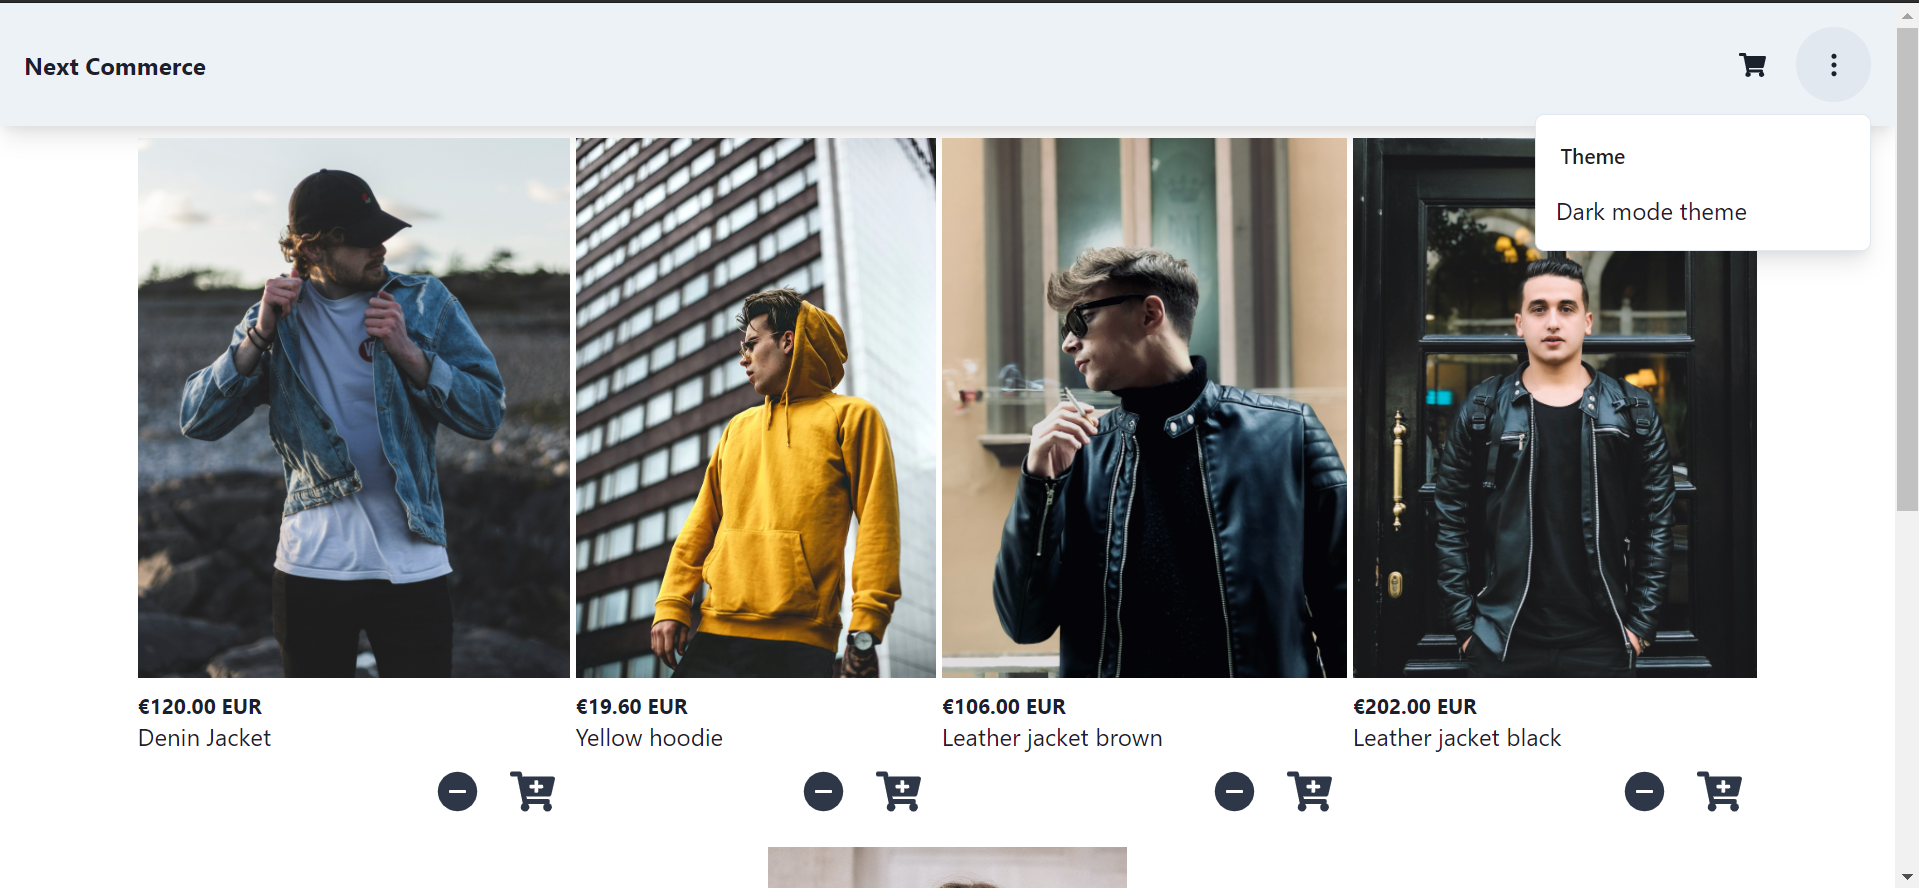 Next Commerce
Theme
Dark mode theme
€120.00 EUR
Denin Jacket
€19.60 EUR
Yellow hoodie
€106.00 EUR
Leather jacket brown
€202.00 EUR
Leather jacket black